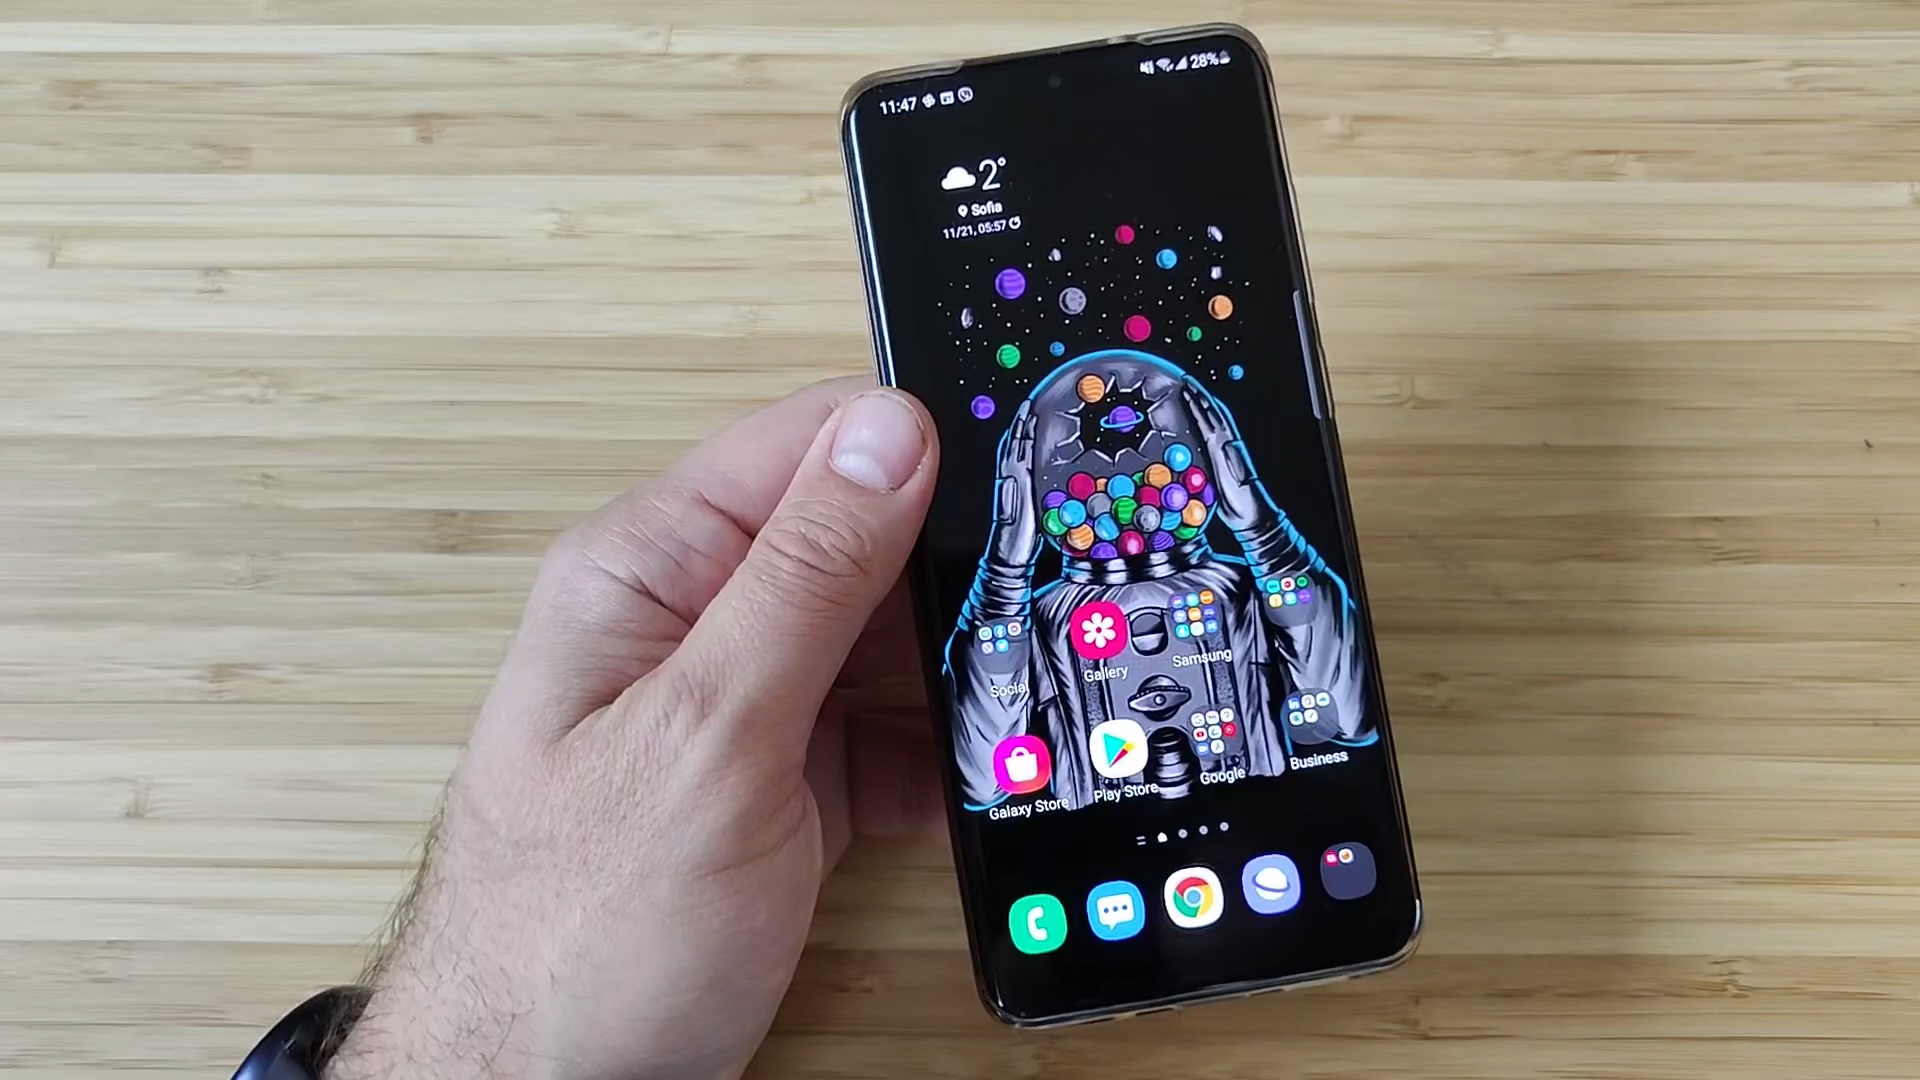 11:47
28%
2°
Sofia
11/21, 05:57
Social
Gallery
Samsung
Galaxy Store
Play Store
Google
Business